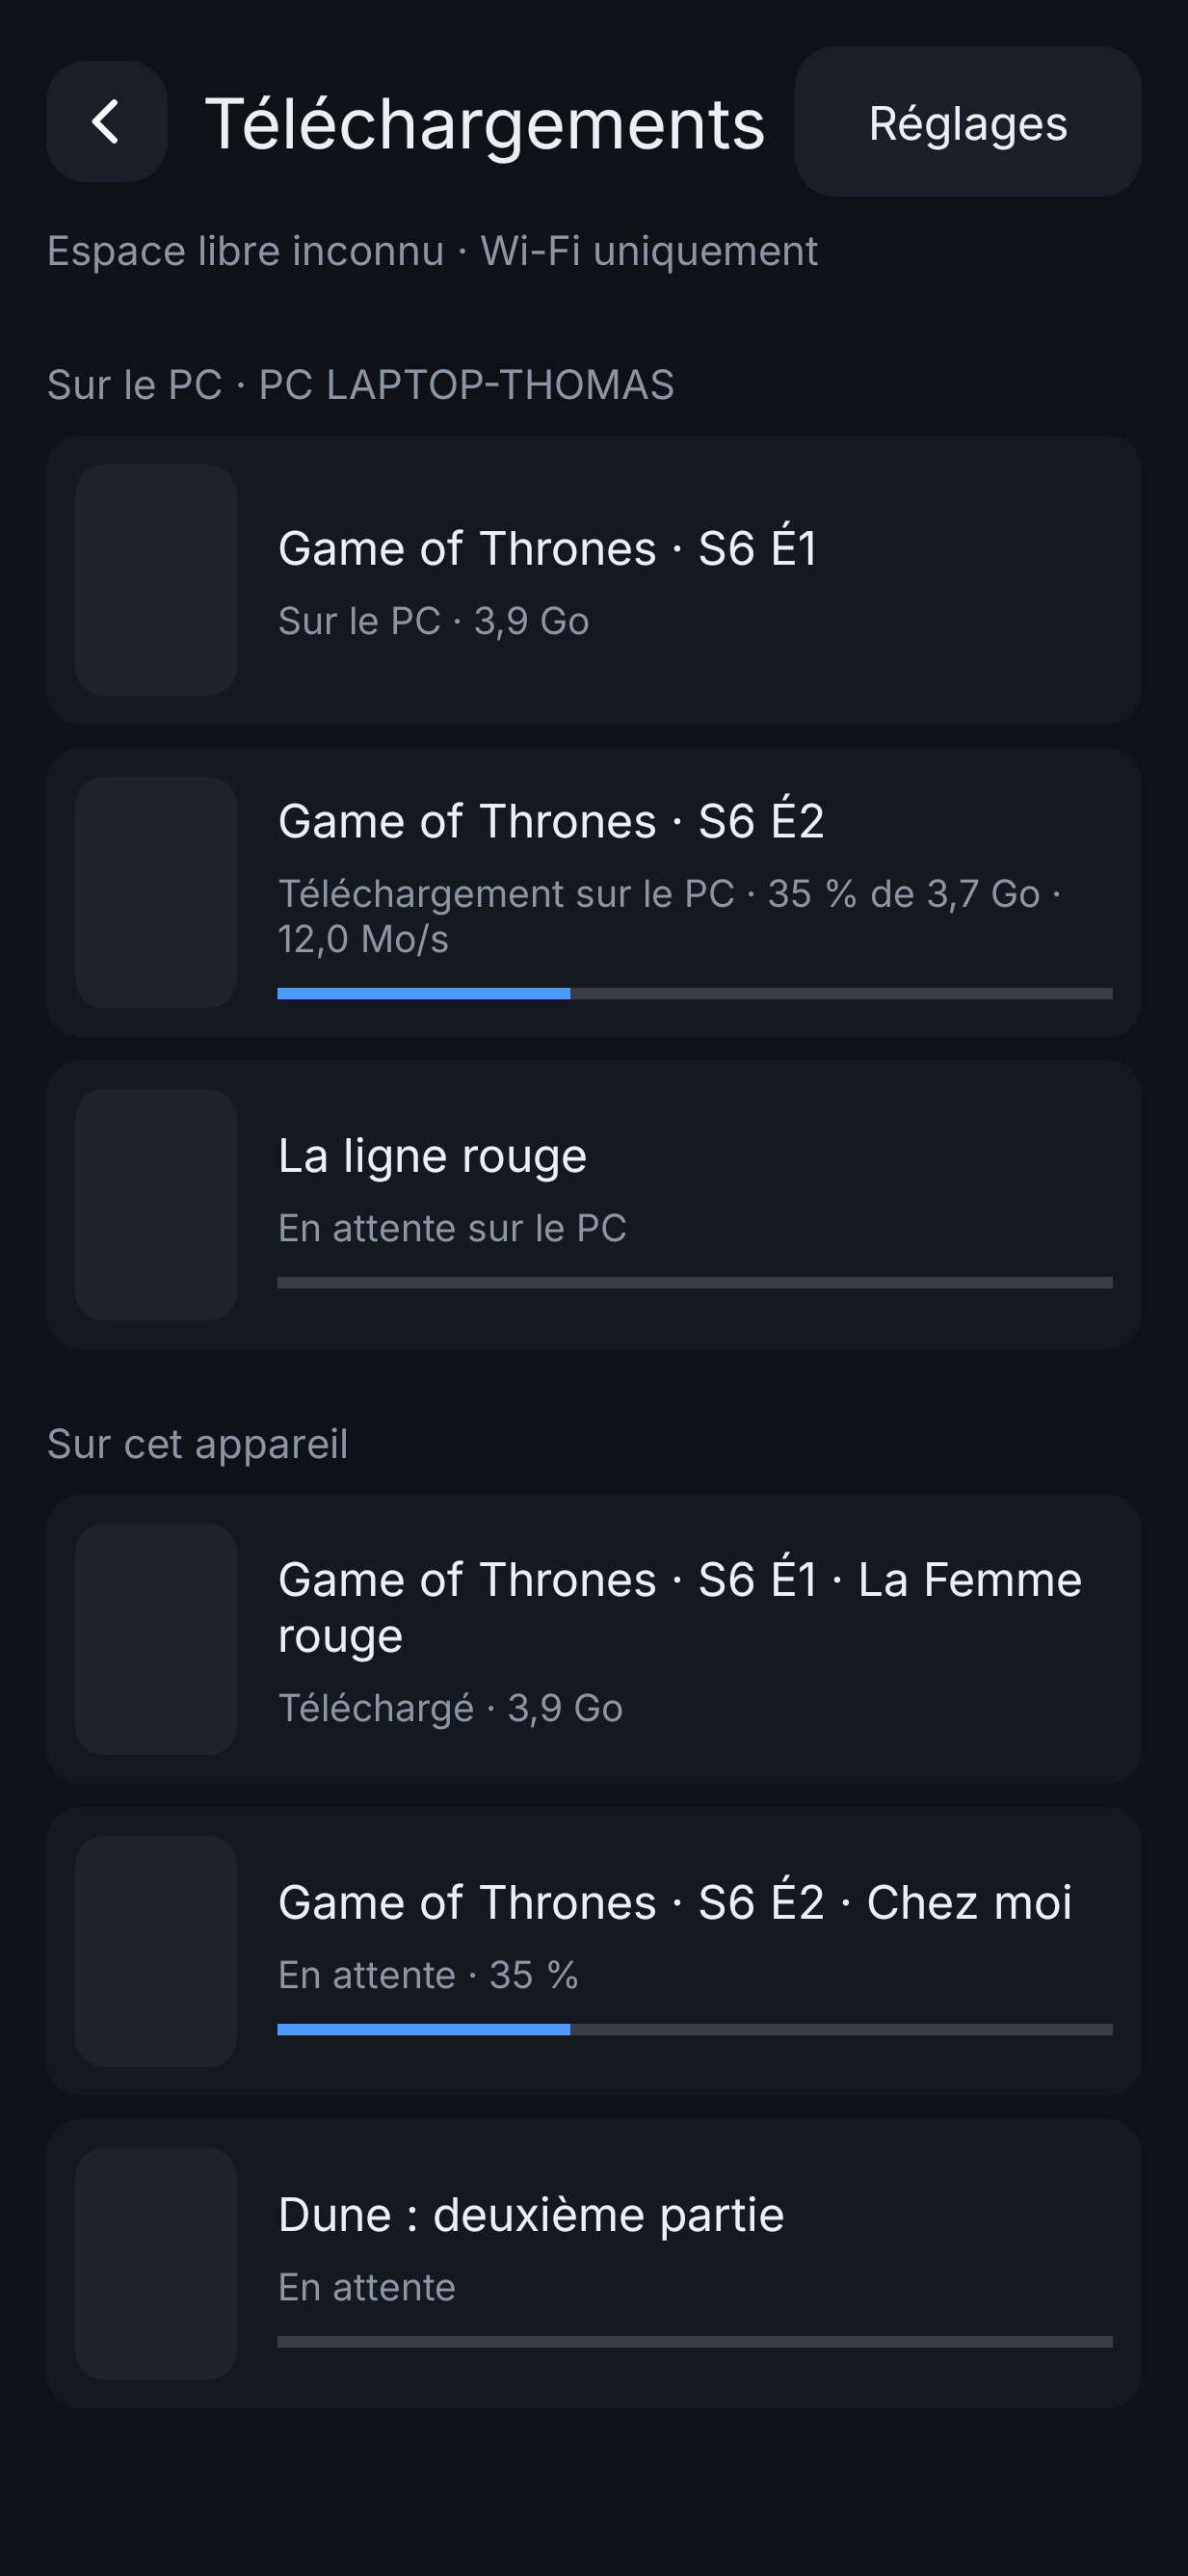 Téléchargements
Réglages
Espace libre inconnu · Wi-Fi uniquement
Sur le PC · PC LAPTOP-THOMAS
Game of Thrones · S6 É1
Sur le PC · 3,9 Go
Game of Thrones · S6 É2
Téléchargement sur le PC · 35 % de 3,7 Go ·
12,0 Mo/s
La ligne rouge
En attente sur le PC
Sur cet appareil
Game of Thrones · S6 É1 · La Femme
rouge
Téléchargé · 3,9 Go
Game of Thrones · S6 É2 · Chez moi
En attente · 35 %
Dune : deuxième partie
En attente